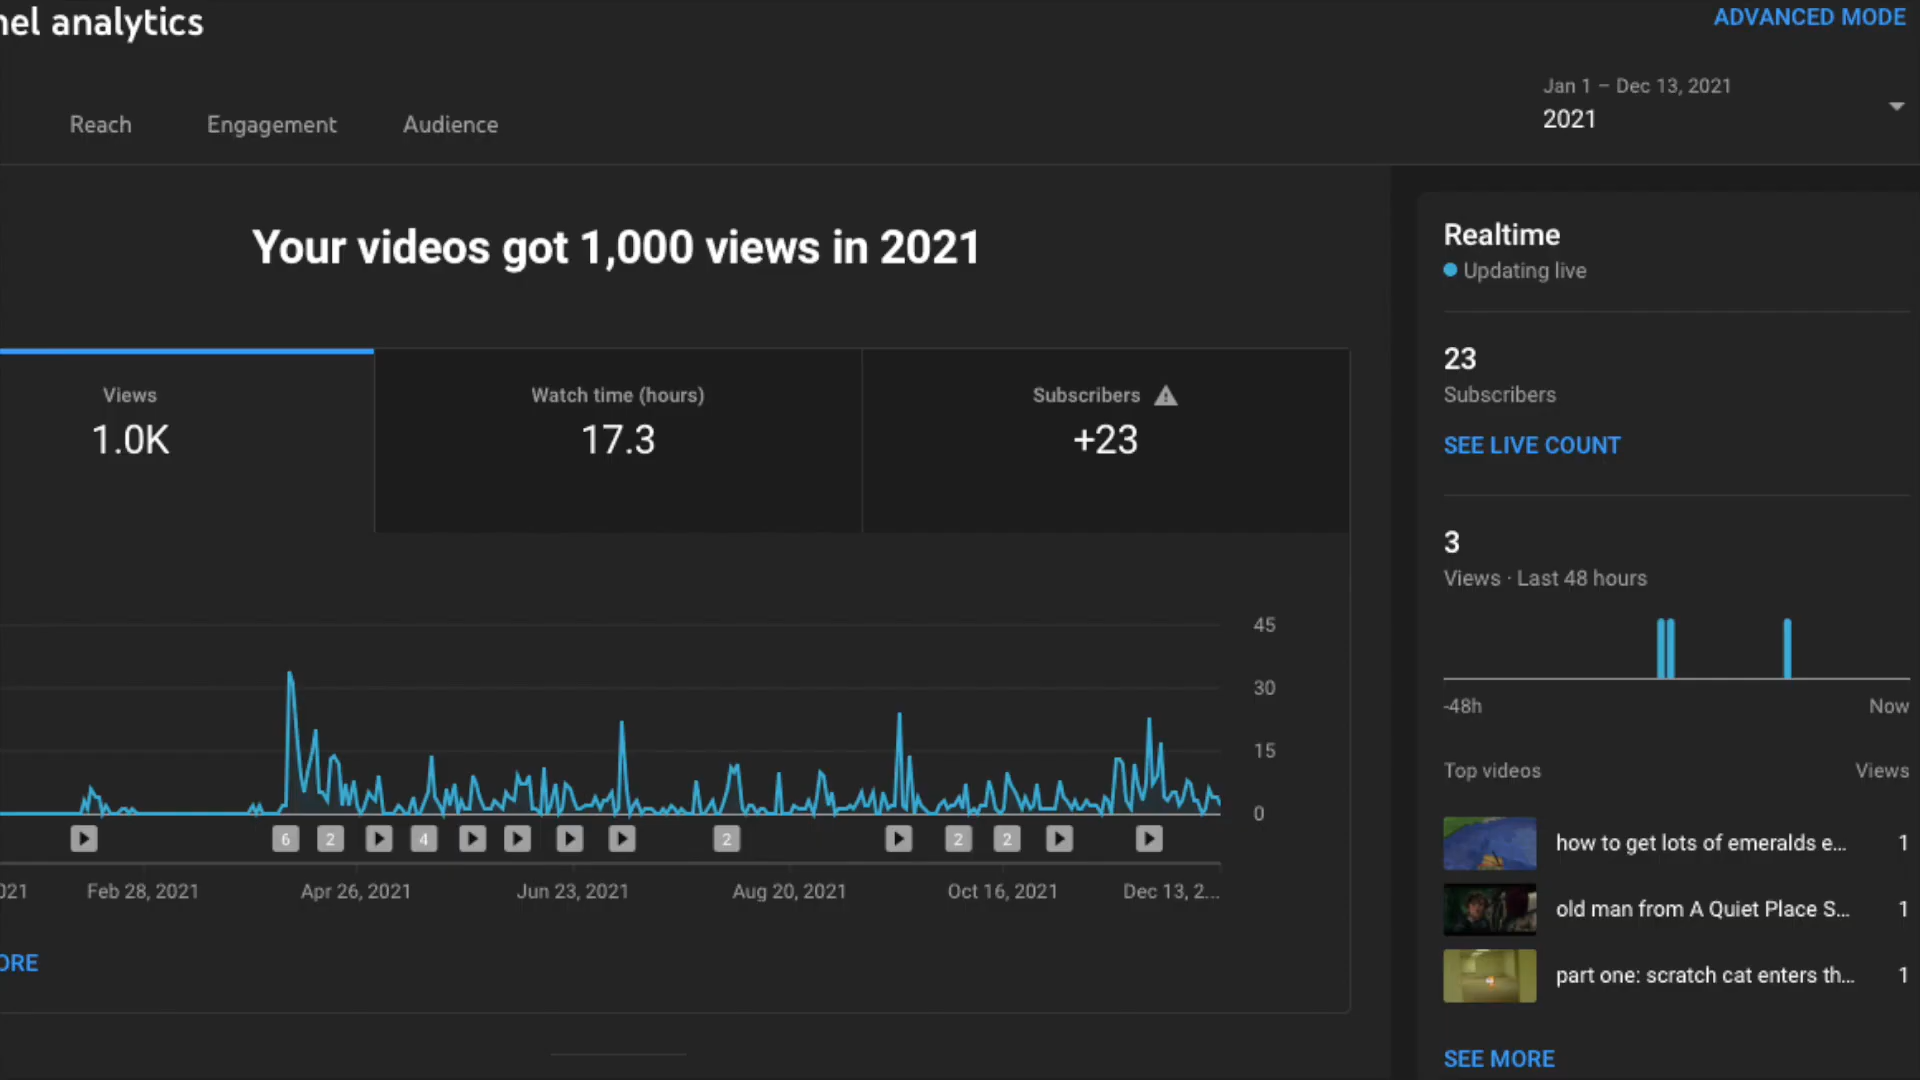 nel analytics
ADVANCED MODE
Reach Engagement Audience
Jan 1 – Dec 13, 2021
2021
Your videos got 1,000 views in 2021
Views
1.0K
Watch time (hours)
17.3
Subscribers
+23
45
30
15
0
6 2 4 2 2 2
021 Feb 28, 2021 Apr 26, 2021 Jun 23, 2021 Aug 20, 2021 Oct 16, 2021 Dec 13, 2...
ORE
Realtime
Updating live
23
Subscribers
SEE LIVE COUNT
3
Views · Last 48 hours
-48h Now
Top videos Views
how to get lots of emeralds e... 1
old man from A Quiet Place S... 1
part one: scratch cat enters th... 1
SEE MORE